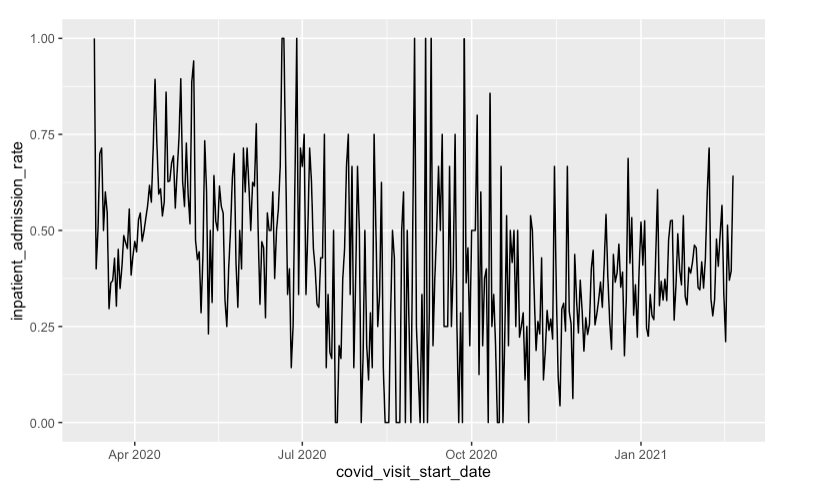 1.00
0.75
0.50
0.25
0.00
inpatient_admission_rate
Apr 2020
Jul 2020
Oct 2020
Jan 2021
covid_visit_start_date